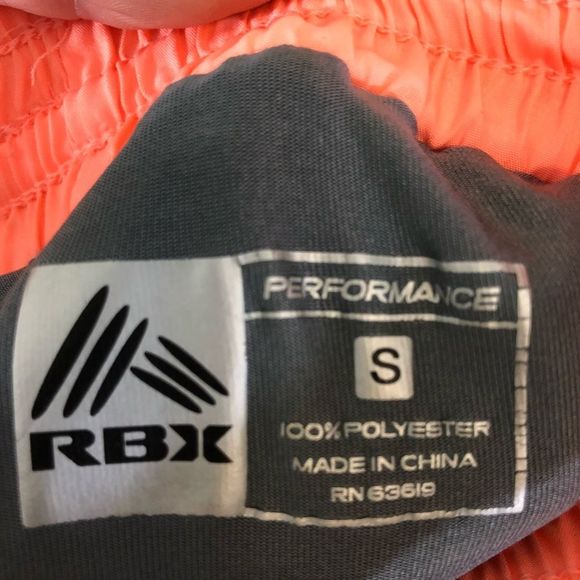 RBX
PERFORMANCE
S
100% POLYESTER
MADE IN CHINA
RN 63619